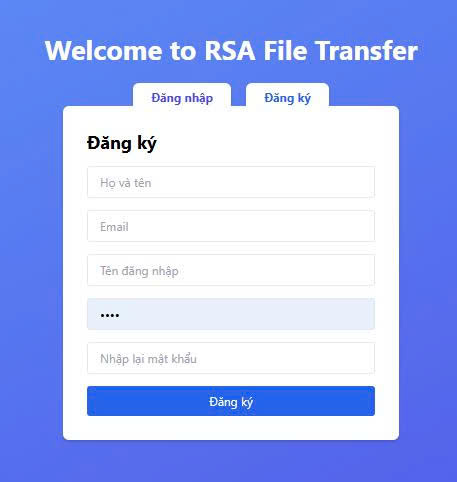 Welcome to RSA File Transfer
Đăng nhập Đăng ký
Đăng ký
Họ và tên
Email
Tên đăng nhập
••••
Nhập lại mật khẩu
Đăng ký